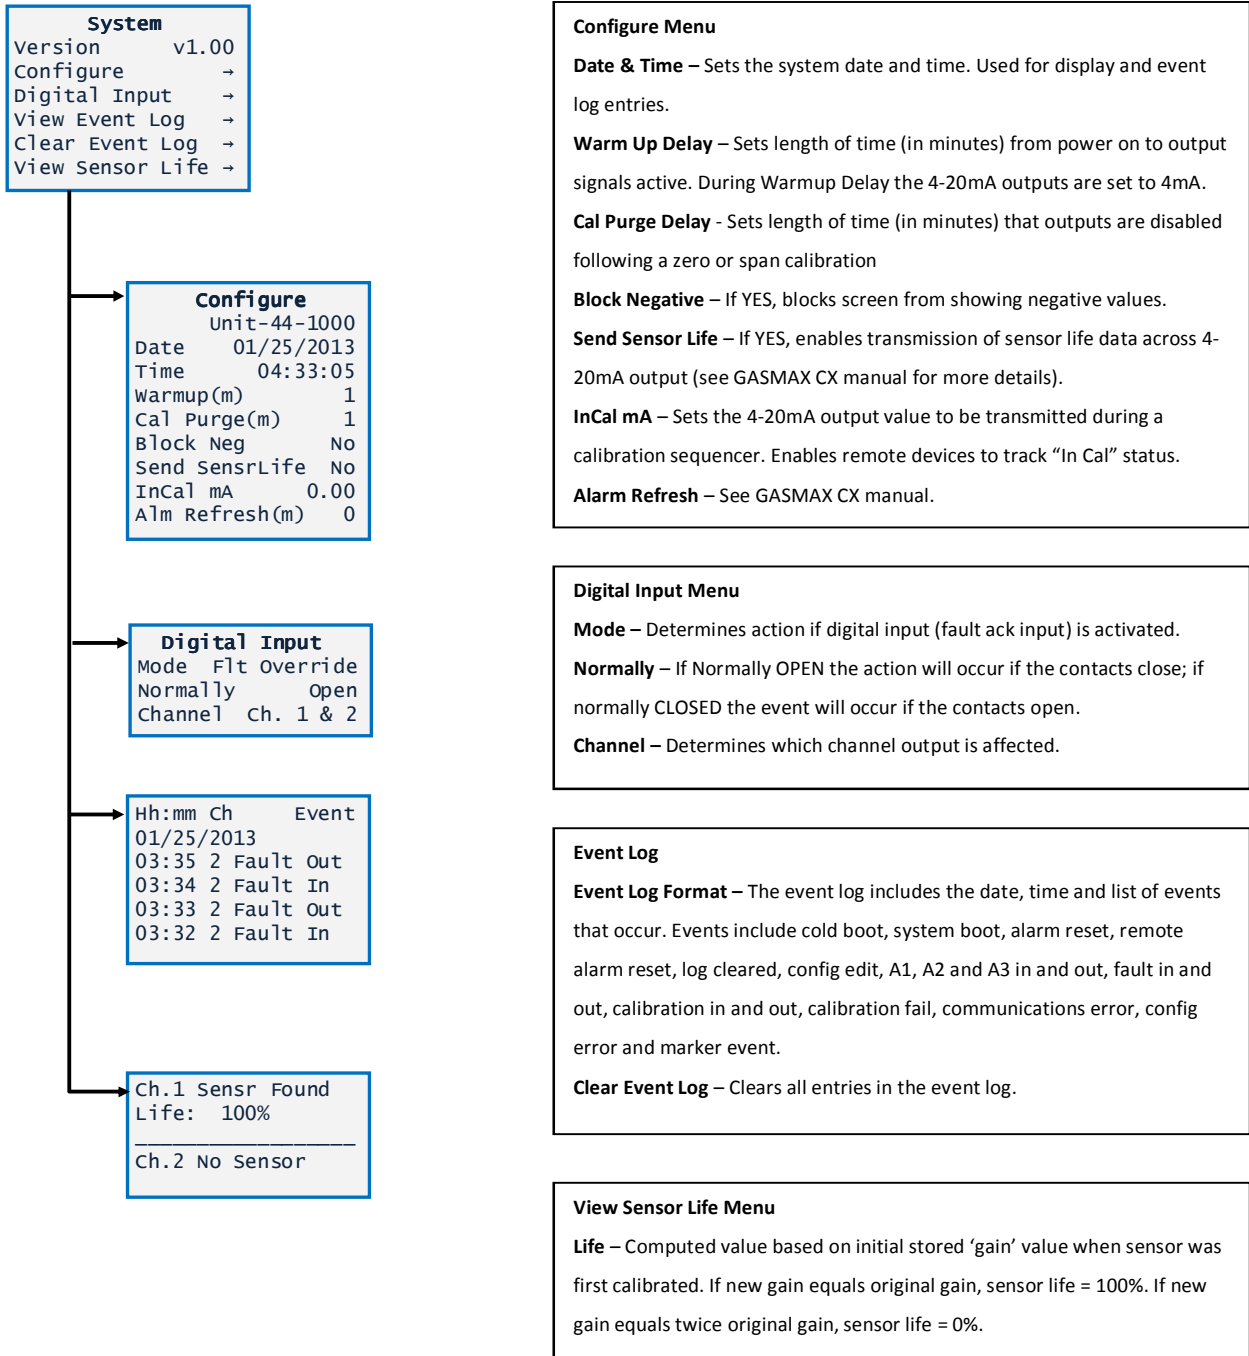 System
Version v1.00
Configure →
Digital Input →
View Event Log →
Clear Event Log →
View Sensor Life →
Configure
Unit-44-1000
Date 01/25/2013
Time 04:33:05
Warmup(m) 1
Cal Purge(m) 1
Block Neg No
Send SensrLife No
InCal mA 0.00
Alm Refresh(m) 0
Digital Input
Mode Flt Override
Normally Open
Channel Ch. 1 & 2
Hh:mm Ch Event
01/25/2013
03:35 2 Fault Out
03:34 2 Fault In
03:33 2 Fault Out
03:32 2 Fault In
Ch.1 Sensr Found
Life: 100%
Ch.2 No Sensor
Configure Menu
Date & Time – Sets the system date and time. Used for display and event
log entries.
Warm Up Delay – Sets length of time (in minutes) from power on to output
signals active. During Warmup Delay the 4-20mA outputs are set to 4mA.
Cal Purge Delay - Sets length of time (in minutes) that outputs are disabled
following a zero or span calibration
Block Negative – If YES, blocks screen from showing negative values.
Send Sensor Life – If YES, enables transmission of sensor life data across 4-
20mA output (see GASMAX CX manual for more details).
InCal mA – Sets the 4-20mA output value to be transmitted during a
calibration sequencer. Enables remote devices to track “In Cal” status.
Alarm Refresh – See GASMAX CX manual.
Digital Input Menu
Mode – Determines action if digital input (fault ack input) is activated.
Normally – If Normally OPEN the action will occur if the contacts close; if
normally CLOSED the event will occur if the contacts open.
Channel – Determines which channel output is affected.
Event Log
Event Log Format – The event log includes the date, time and list of events
that occur. Events include cold boot, system boot, alarm reset, remote
alarm reset, log cleared, config edit, A1, A2 and A3 in and out, fault in and
out, calibration in and out, calibration fail, communications error, config
error and marker event.
Clear Event Log – Clears all entries in the event log.
View Sensor Life Menu
Life – Computed value based on initial stored ‘gain’ value when sensor was
first calibrated. If new gain equals original gain, sensor life = 100%. If new
gain equals twice original gain, sensor life = 0%.